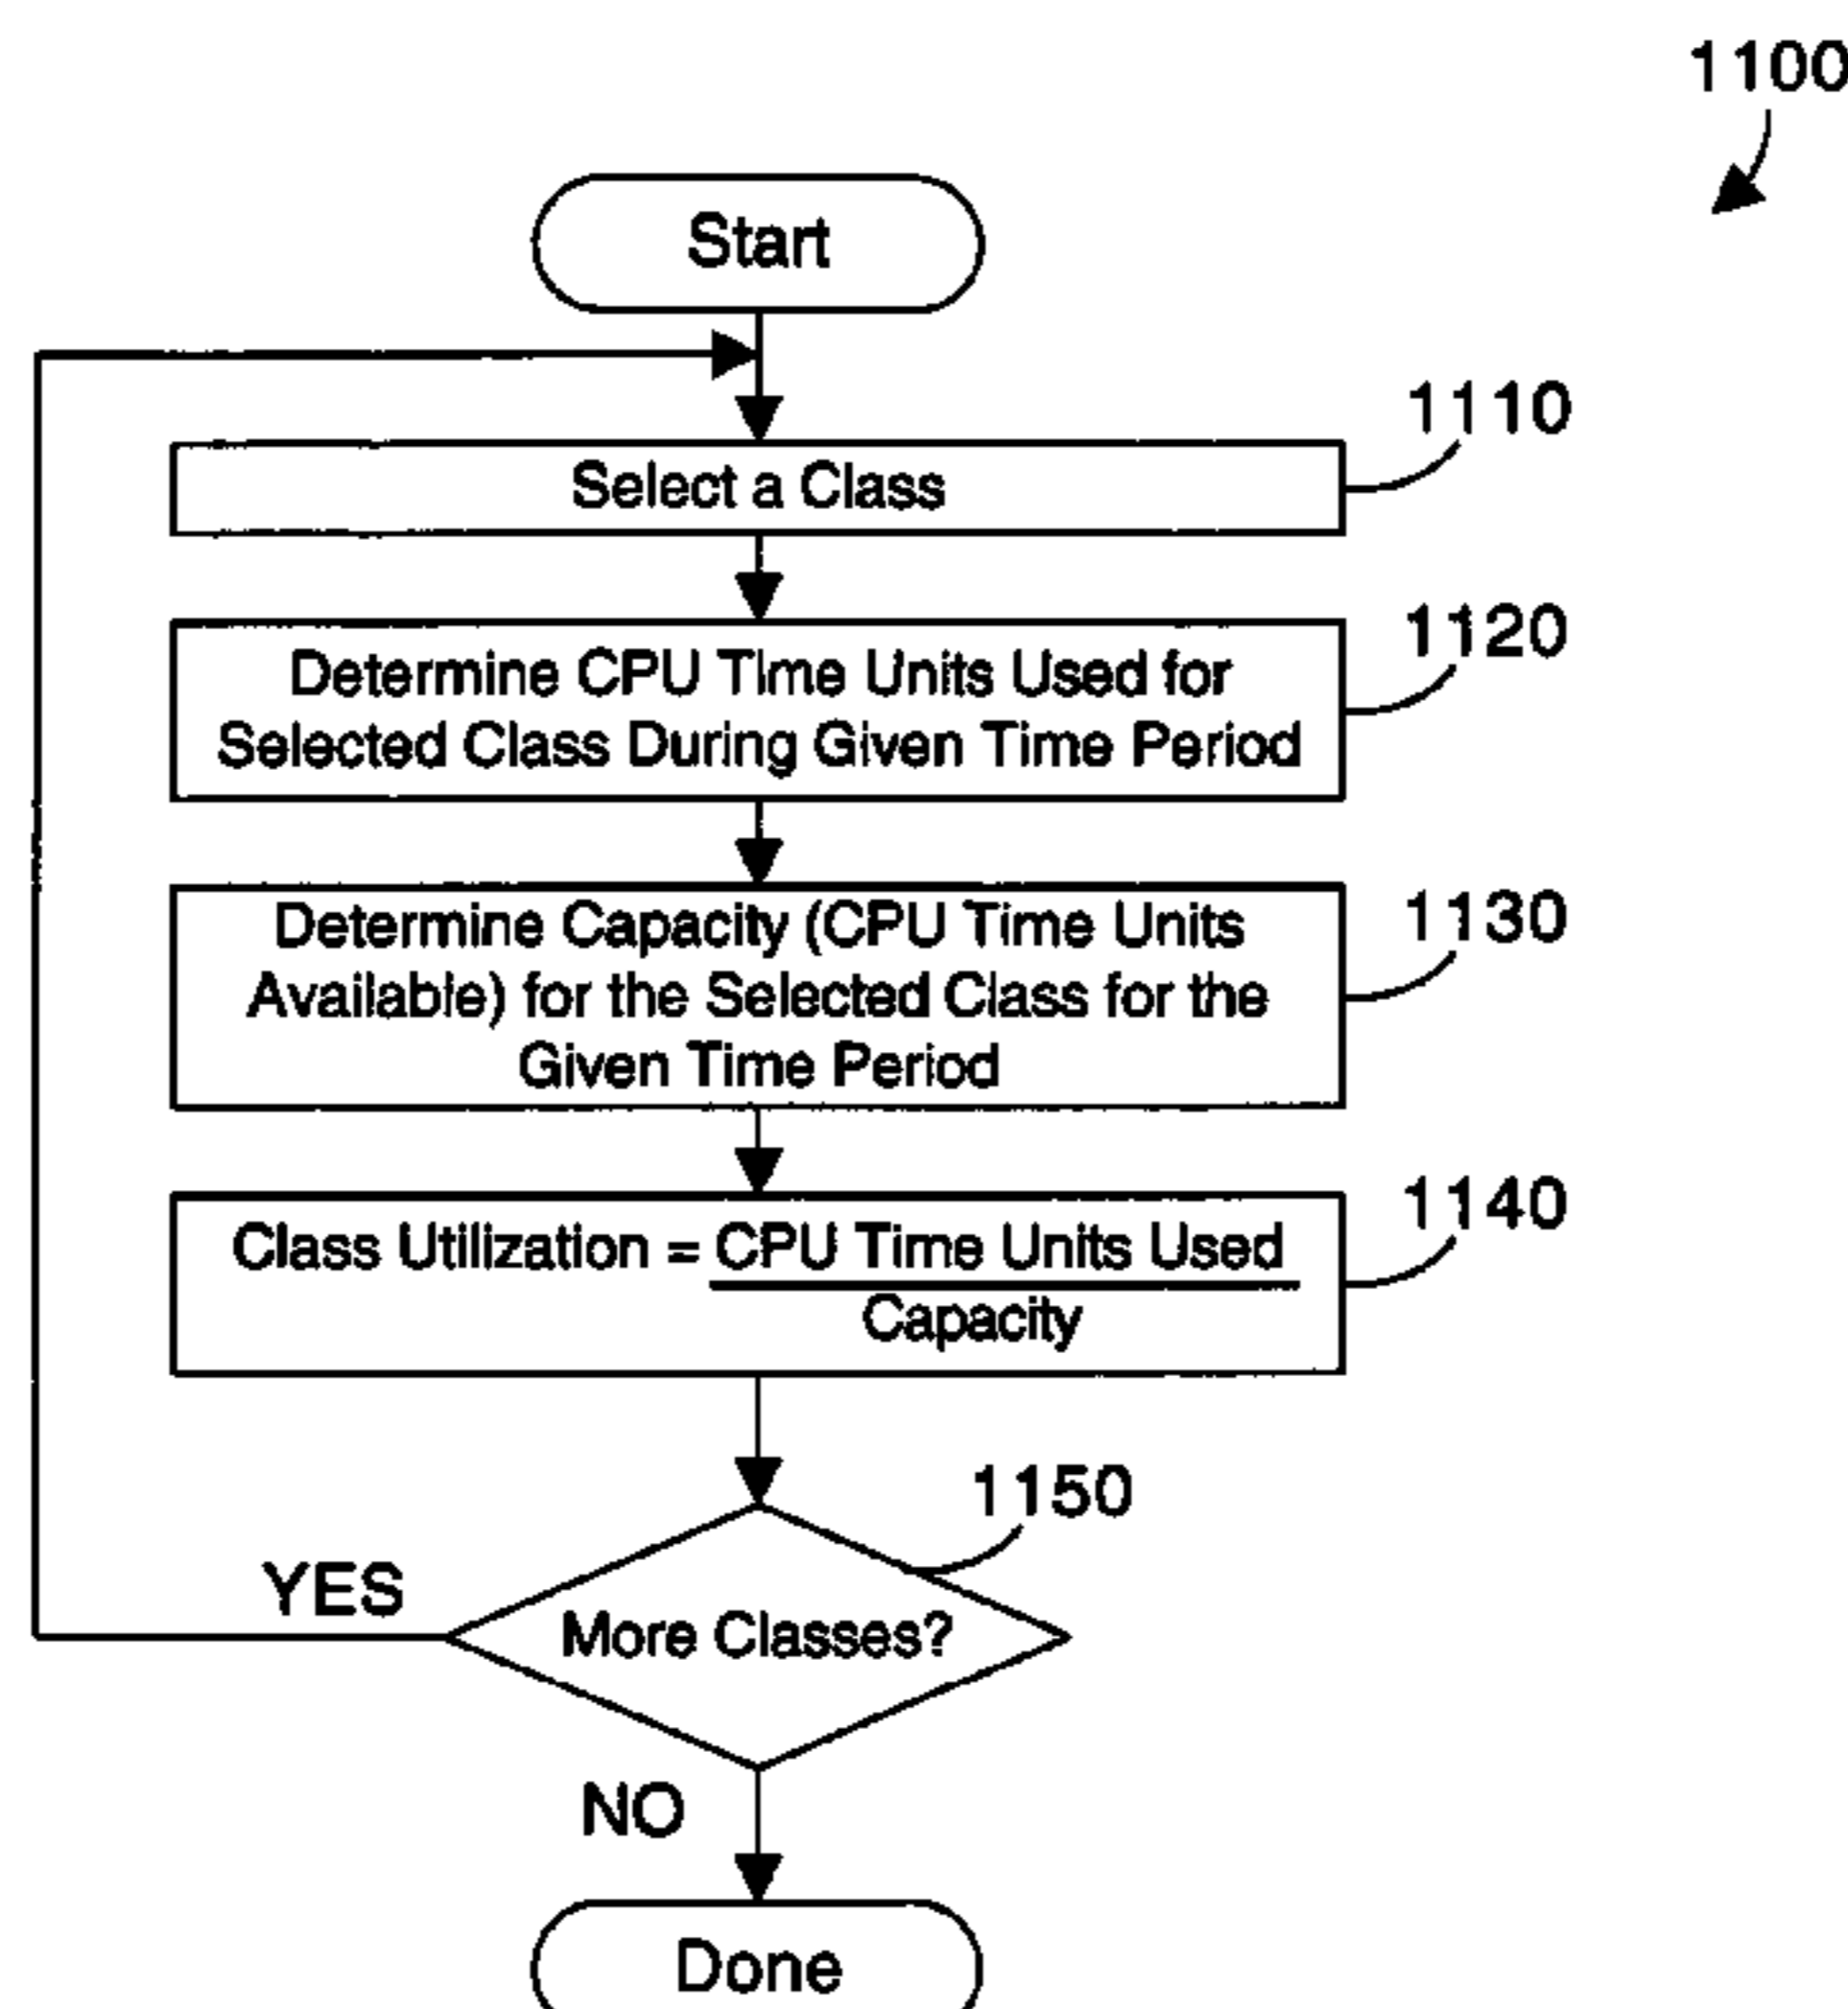 1100
Start
1110
Select a Class
1120
Determine CPU Time Units Used for
Selected Class During Given Time Period
1130
Determine Capacity (CPU Time Units
Available) for the Selected Class for the
Given Time Period
1140
Class Utilization = CPU Time Units Used
Capacity
1150
YES
More Classes?
NO
Done